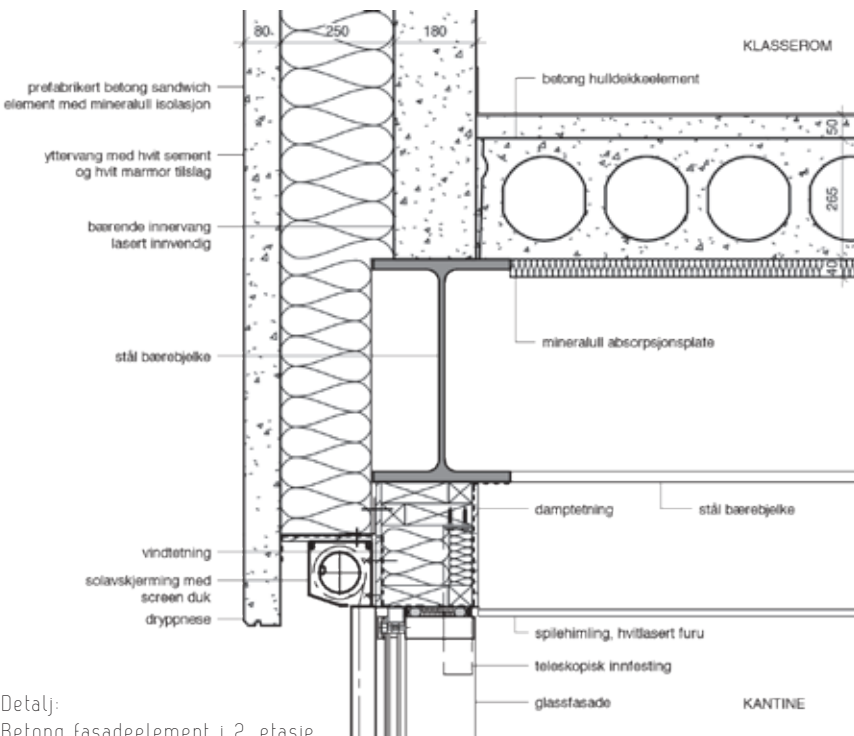 80
250
180
KLASSEROM
betong hulldekkeelement
prefabrikert betong sandwich
element med mineralull isolasjon
50
yttervang med hvit sement
og hvit marmor tilslag
265
bærende innervang
lasert innvendig
40
mineralull absorpsjonsplate
stål bærebjelke
damptetning
stål bærebjelke
vindtetning
solavskjerming med
screen duk
dryppnese
spilehimling, hvitlasert furu
teleskopisk innfesting
glassfasade
KANTINE
Detalj:
Betong fasadeelement i 2. etasje